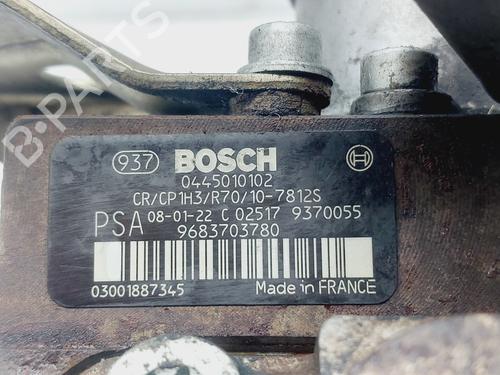 B-PARTS
937 BOSCH
0445010102
CR/CP1H3/R70/10-7812S
PSA 08-01-22 C 02517 9370055
9683703780
03001887345 Made in FRANCE